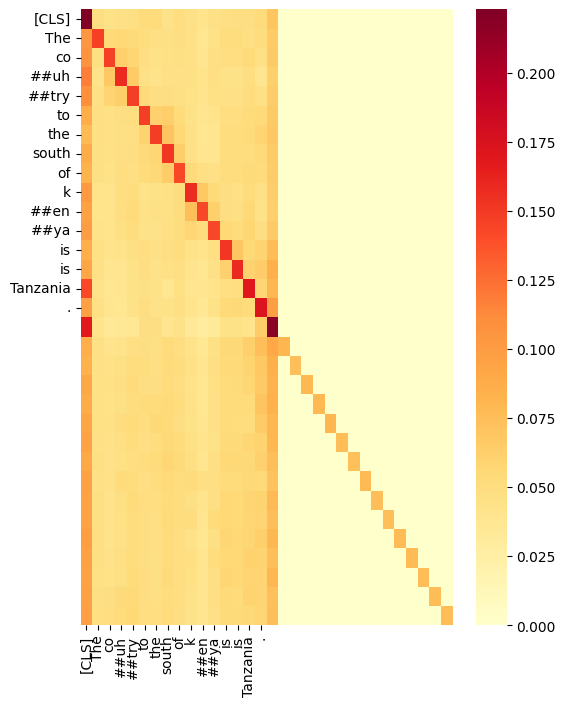 [CLS]
The
co
##uh
##try
to
the
south
of
k
##en
##ya
is
is
Tanzania
.
0.200
0.175
0.150
0.125
0.100
0.075
0.050
0.025
0.000
[CLS]
The
co
##uh
##try
to
the
south
of
k
##en
##ya
is
is
Tanzania
.